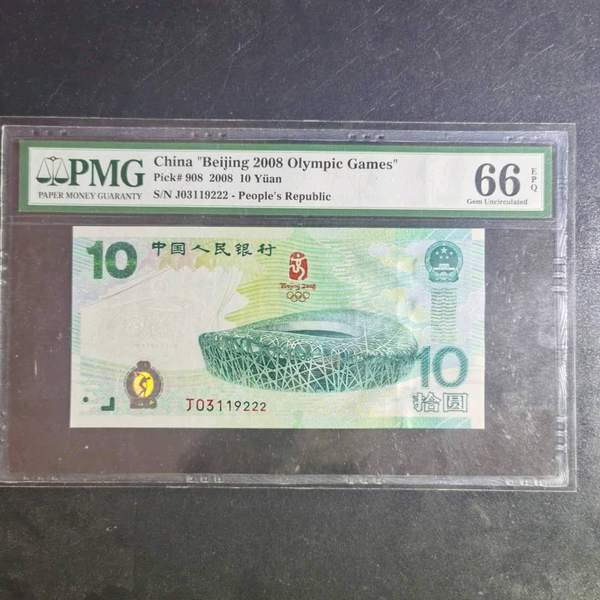 PMG
PAPER MONEY GUARANTY
China "Beijing 2008 Olympic Games"
Pick# 908 2008 10 Yüan
S/N J03119222 - People's Republic
66
EPQ
Gem Uncirculated
10 中国人民银行
Beijing 2008
J03119222
10
拾圆